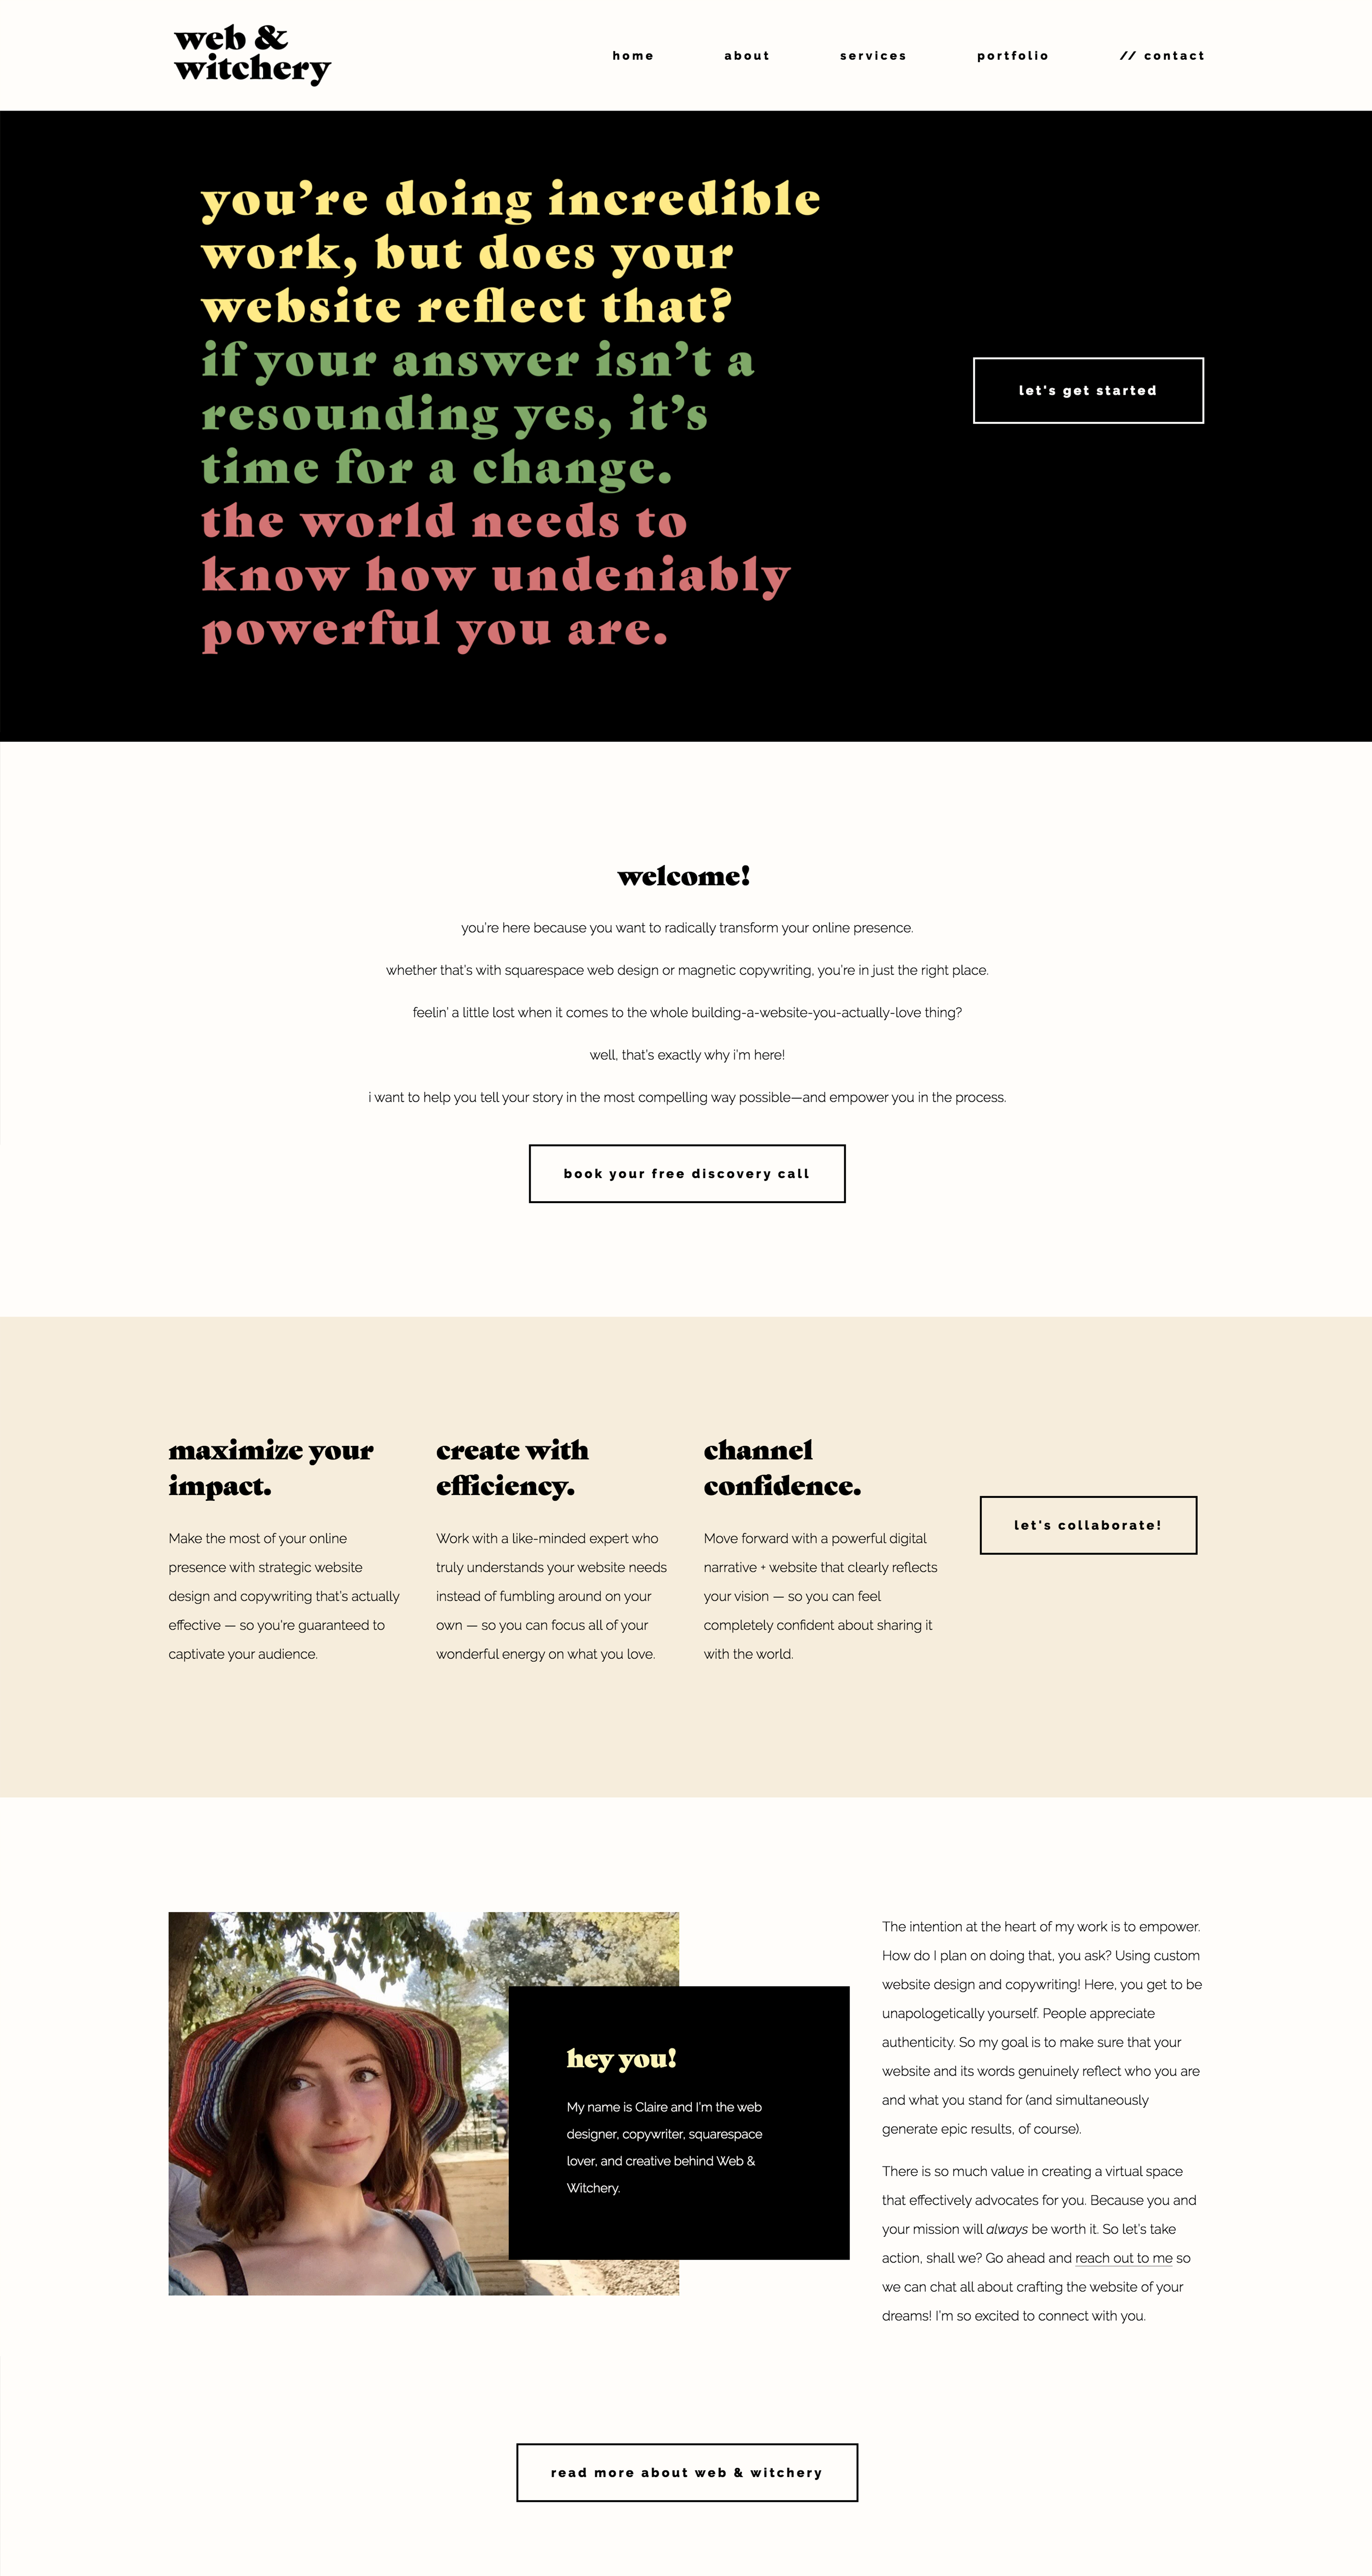 web &
witchery
home about services portfolio // contact
you’re doing incredible
work, but does your
website reflect that?
if your answer isn’t a
resounding yes, it’s
time for a change.
the world needs to
know how undeniably
powerful you are.
let's get started
welcome!
you’re here because you want to radically transform your online presence.
whether that’s with squarespace web design or magnetic copywriting, you’re in just the right place.
feelin’ a little lost when it comes to the whole building-a-website-you-actually-love thing?
well, that’s exactly why i’m here!
i want to help you tell your story in the most compelling way possible—and empower you in the process.
book your free discovery call
maximize your
impact.
Make the most of your online
presence with strategic website
design and copywriting that’s actually
effective — so you’re guaranteed to
captivate your audience.
create with
efficiency.
Work with a like-minded expert who
truly understands your website needs
instead of fumbling around on your
own — so you can focus all of your
wonderful energy on what you love.
channel
confidence.
Move forward with a powerful digital
narrative + website that clearly reflects
your vision — so you can feel
completely confident about sharing it
with the world.
let's collaborate!
hey you!
My name is Claire and I’m the web
designer, copywriter, squarespace
lover, and creative behind Web &
Witchery.
The intention at the heart of my work is to empower.
How do I plan on doing that, you ask? Using custom
website design and copywriting! Here, you get to be
unapologetically yourself. People appreciate
authenticity. So my goal is to make sure that your
website and its words genuinely reflect who you are
and what you stand for (and simultaneously
generate epic results, of course).
There is so much value in creating a virtual space
that effectively advocates for you. Because you and
your mission will always be worth it. So let’s take
action, shall we? Go ahead and reach out to me so
we can chat all about crafting the website of your
dreams! I’m so excited to connect with you.
read more about web & witchery